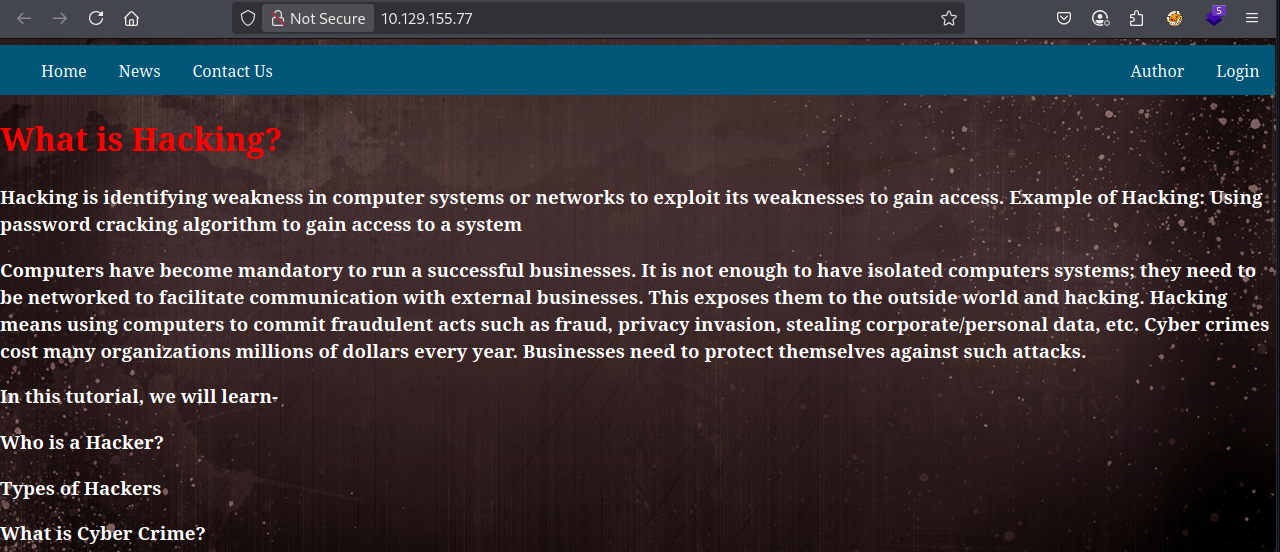 Not Secure 10.129.155.77
5
Home News Contact Us Author Login
What is Hacking?
Hacking is identifying weakness in computer systems or networks to exploit its weaknesses to gain access. Example of Hacking: Using
password cracking algorithm to gain access to a system
Computers have become mandatory to run a successful businesses. It is not enough to have isolated computers systems; they need to
be networked to facilitate communication with external businesses. This exposes them to the outside world and hacking. Hacking
means using computers to commit fraudulent acts such as fraud, privacy invasion, stealing corporate/personal data, etc. Cyber crimes
cost many organizations millions of dollars every year. Businesses need to protect themselves against such attacks.
In this tutorial, we will learn-
Who is a Hacker?
Types of Hackers
What is Cyber Crime?